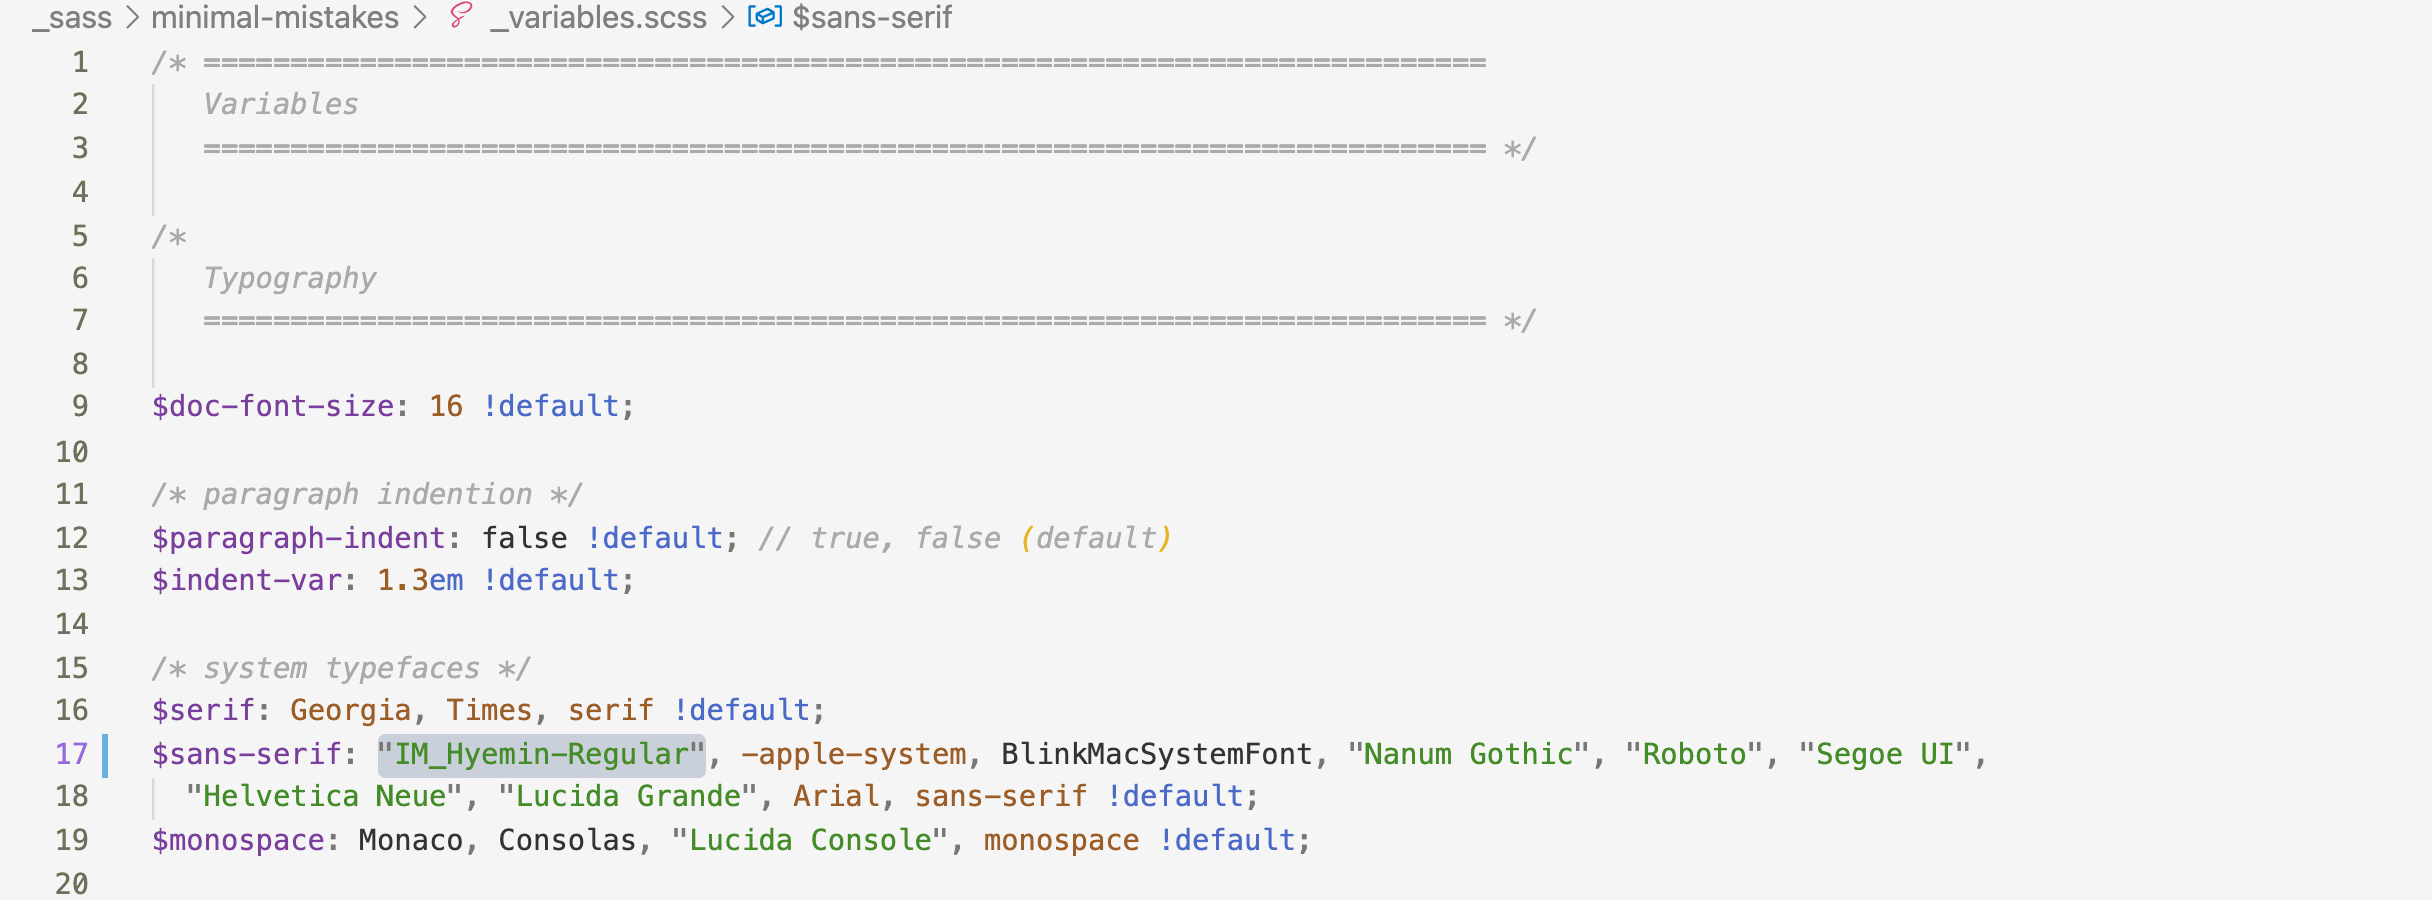 _sass > minimal-mistakes > _variables.scss > $sans-serif
1 /* ==========================================================================
2    Variables
3    ========================================================================== */
4
5 /*
6    Typography
7    ========================================================================== */
8
9 $doc-font-size: 16 !default;
10
11 /* paragraph indention */
12 $paragraph-indent: false !default; // true, false (default)
13 $indent-var: 1.3em !default;
14
15 /* system typefaces */
16 $serif: Georgia, Times, serif !default;
17 $sans-serif: "IM_Hyemin-Regular", -apple-system, BlinkMacSystemFont, "Nanum Gothic", "Roboto", "Segoe UI",
18   "Helvetica Neue", "Lucida Grande", Arial, sans-serif !default;
19 $monospace: Monaco, Consolas, "Lucida Console", monospace !default;
20